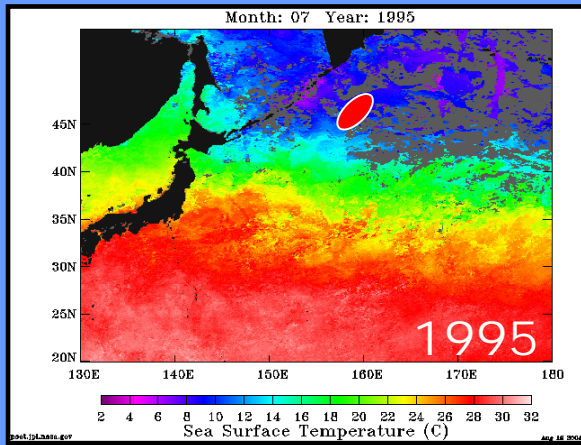 Month: 07 Year: 1995
45N
40N
35N
30N
25N
20N
1995
130E 140E 150E 160E 170E 180
2 4 6 8 10 12 14 16 18 20 22 24 26 28 30 32
Sea Surface Temperature (C)
poet.jpl.nasa.gov